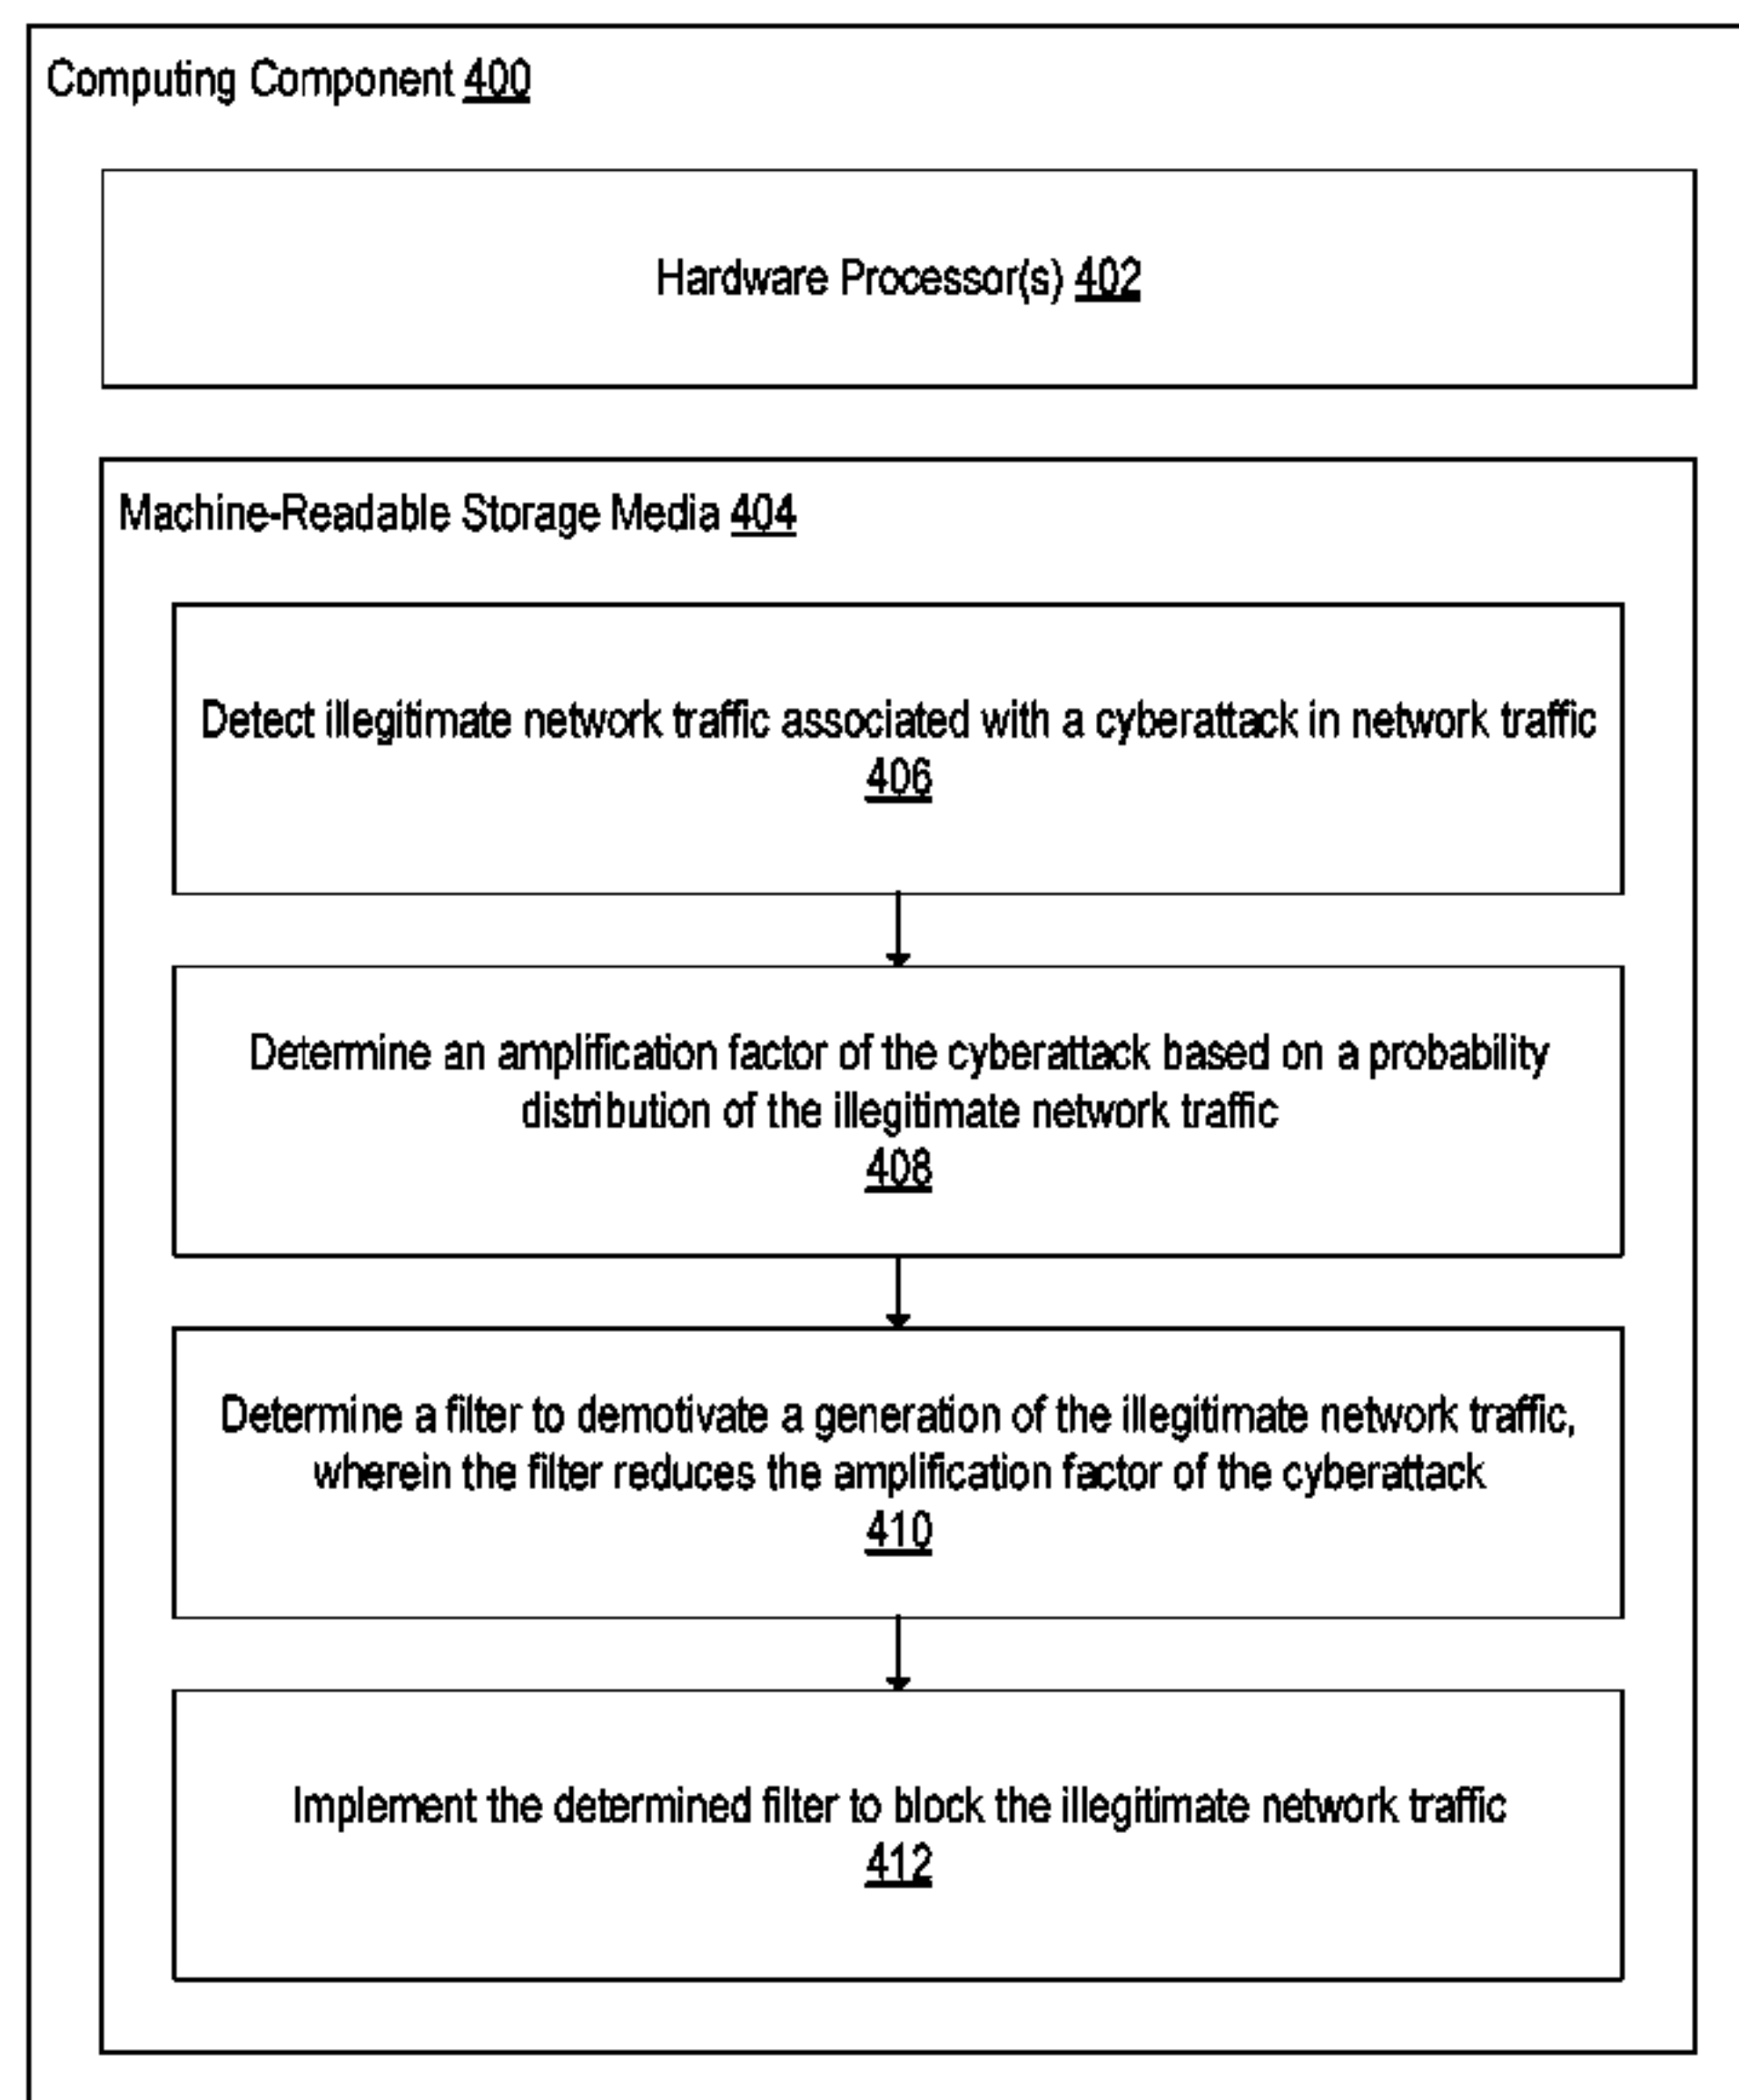 Computing Component 400
Hardware Processor(s) 402
Machine-Readable Storage Media 404
Detect illegitimate network traffic associated with a cyberattack in network traffic
406
Determine an amplification factor of the cyberattack based on a probability
distribution of the illegitimate network traffic
408
Determine a filter to demotivate a generation of the illegitimate network traffic,
wherein the filter reduces the amplification factor of the cyberattack
410
Implement the determined filter to block the illegitimate network traffic
412